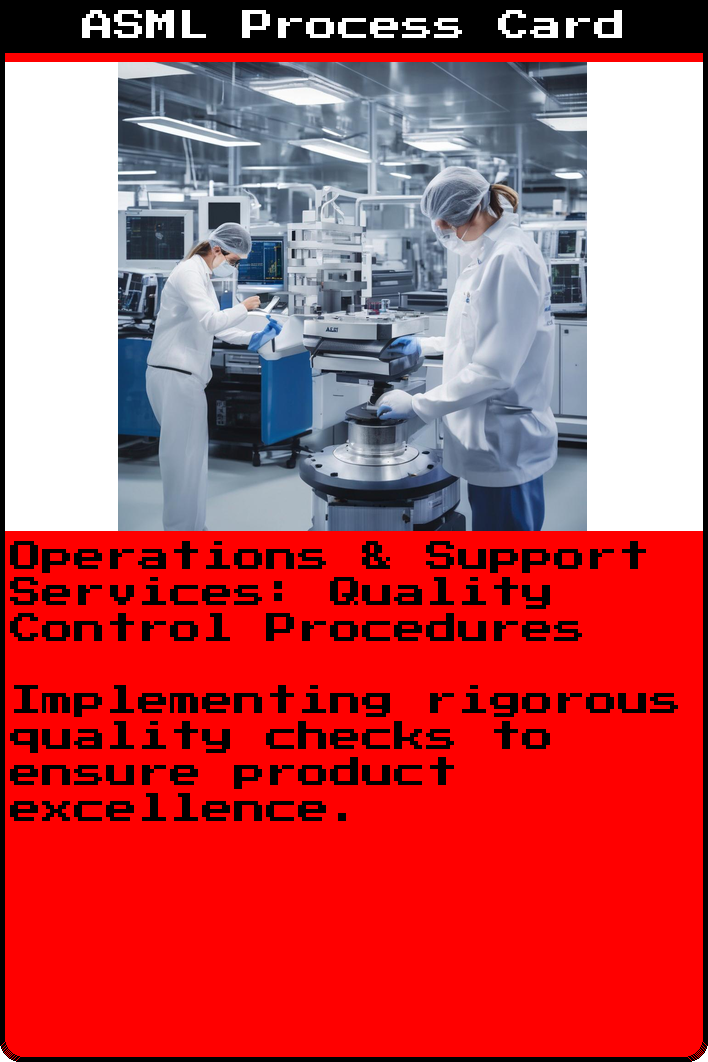 ASML Process Card
Operations & Support
Services: Quality
Control Procedures
Implementing rigorous
quality checks to
ensure product
excellence.